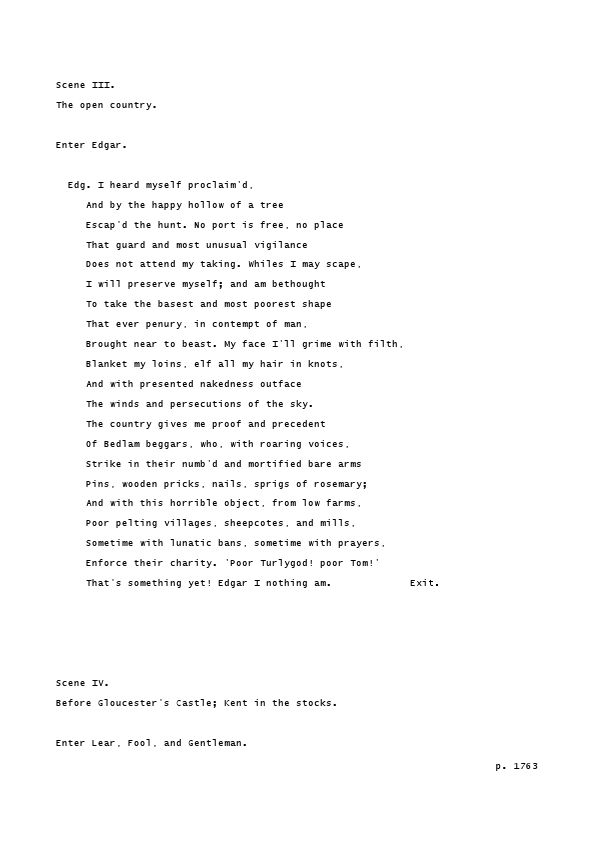 Scene III.
The open country.
Enter Edgar.
Edg. I heard myself proclaim'd,
And by the happy hollow of a tree
Escap'd the hunt. No port is free, no place
That guard and most unusual vigilance
Does not attend my taking. Whiles I may scape,
I will preserve myself; and am bethought
To take the basest and most poorest shape
That ever penury, in contempt of man,
Brought near to beast. My face I'll grime with filth,
Blanket my loins, elf all my hair in knots,
And with presented nakedness outface
The winds and persecutions of the sky.
The country gives me proof and precedent
Of Bedlam beggars, who, with roaring voices,
Strike in their numb'd and mortified bare arms
Pins, wooden pricks, nails, sprigs of rosemary;
And with this horrible object, from low farms,
Poor pelting villages, sheepcotes, and mills,
Sometime with lunatic bans, sometime with prayers,
Enforce their charity. 'Poor Turlygod! poor Tom!'
That's something yet! Edgar I nothing am. Exit.
Scene IV.
Before Gloucester's Castle; Kent in the stocks.
Enter Lear, Fool, and Gentleman.
p. 1763